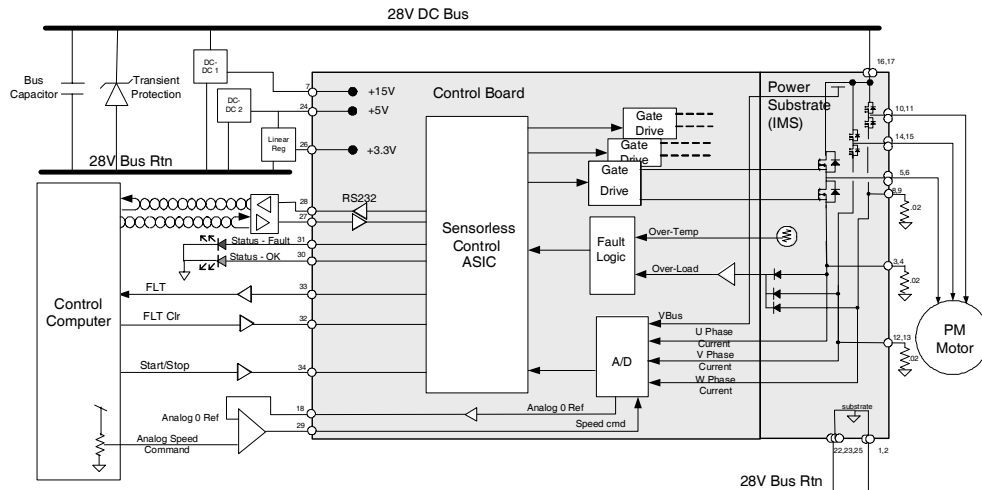 28V DC Bus
Bus
Capacitor
Transient
Protection
DC-
DC 1
DC-
DC 2
Linear
Reg
28V Bus Rtn
7
+15V
24
+5V
26
+3.3V
Control Board
Power
Substrate
(IMS)
16,17
10,11
14,15
5,6
8,9
.02
3,4
.02
12,13
.02
Gate
Drive
Gate
Drive
Gate
Drive
Sensorless
Control
ASIC
28
RS232
27
31
Status - Fault
30
Status - OK
33
FLT
32
FLT Clr
34
Start/Stop
18
Analog 0 Ref
29
Analog Speed
Command
Control
Computer
Fault
Logic
Over-Temp
Over-Load
A/D
VBus
U Phase
Current
V Phase
Current
W Phase
Current
Analog 0 Ref
Speed cmd
PM
Motor
substrate
22,23,25
1,2
28V Bus Rtn